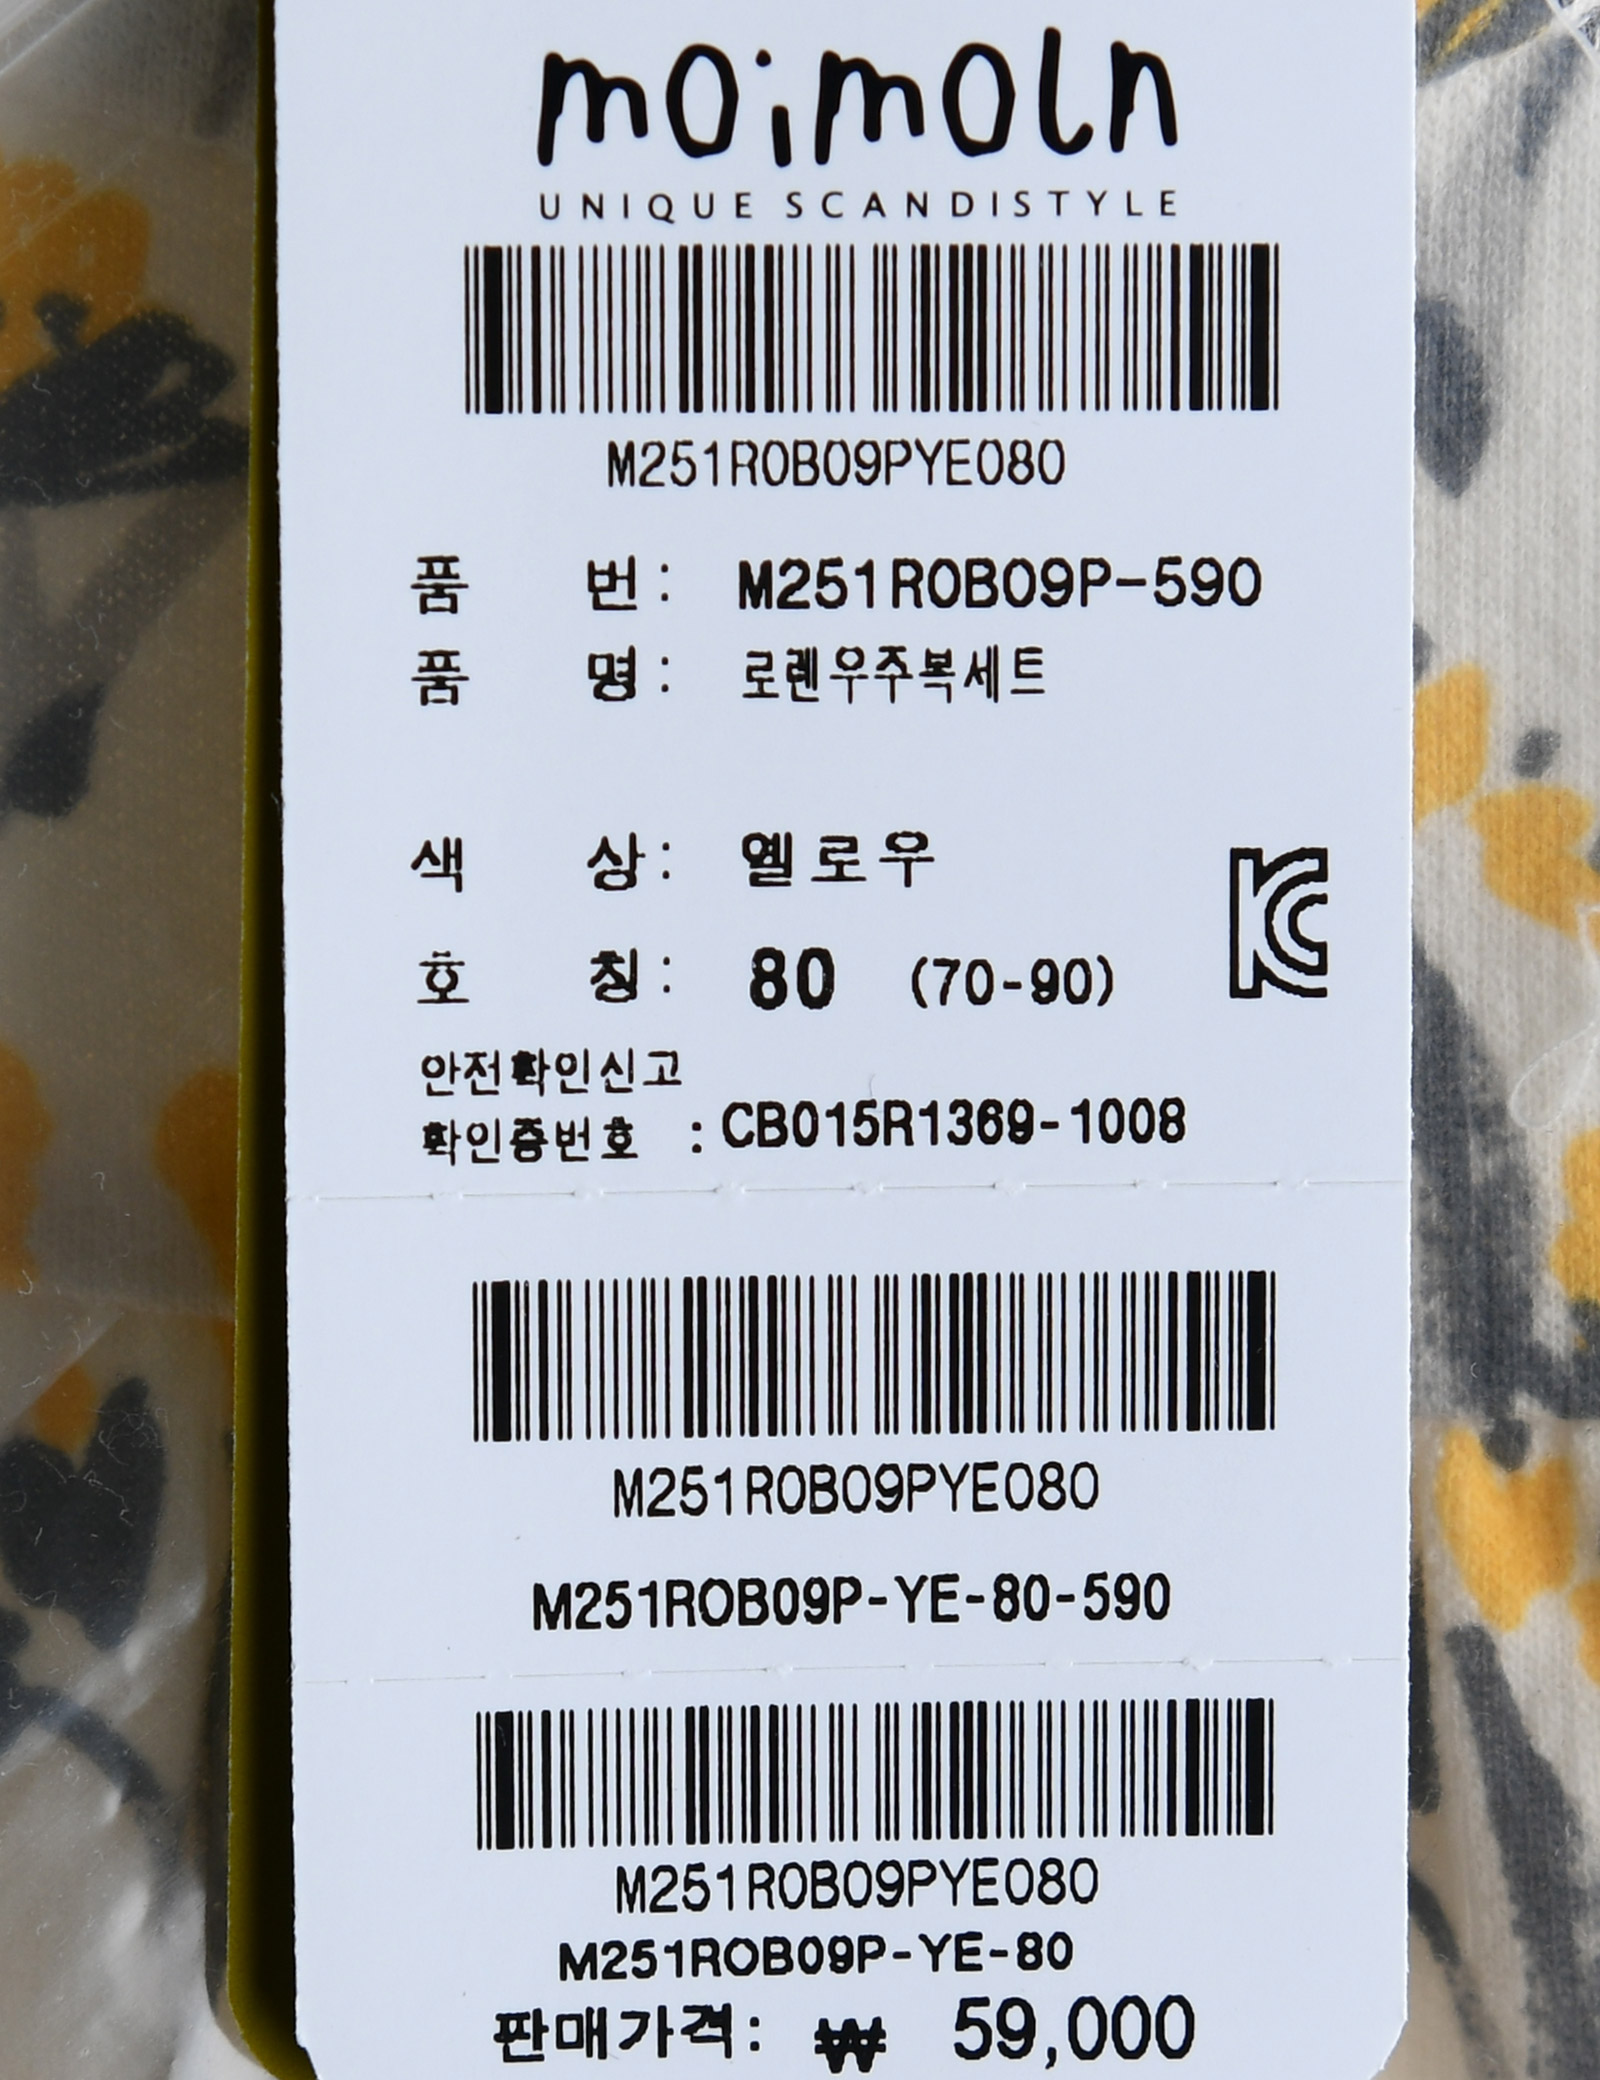 moimoln
UNIQUE SCANDISTYLE
M251R0B09PYE080
품 번: M251R0B09P-590
품 명: 로렌우주복세트
색 상: 옐로우
호 칭: 80 (70-90)
안전확인신고
확인증번호 : CB015R1369-1008
M251R0B09PYE080
M251ROB09P-YE-80-590
M251R0B09PYE080
M251ROB09P-YE-80
판매가격: ₩ 59,000